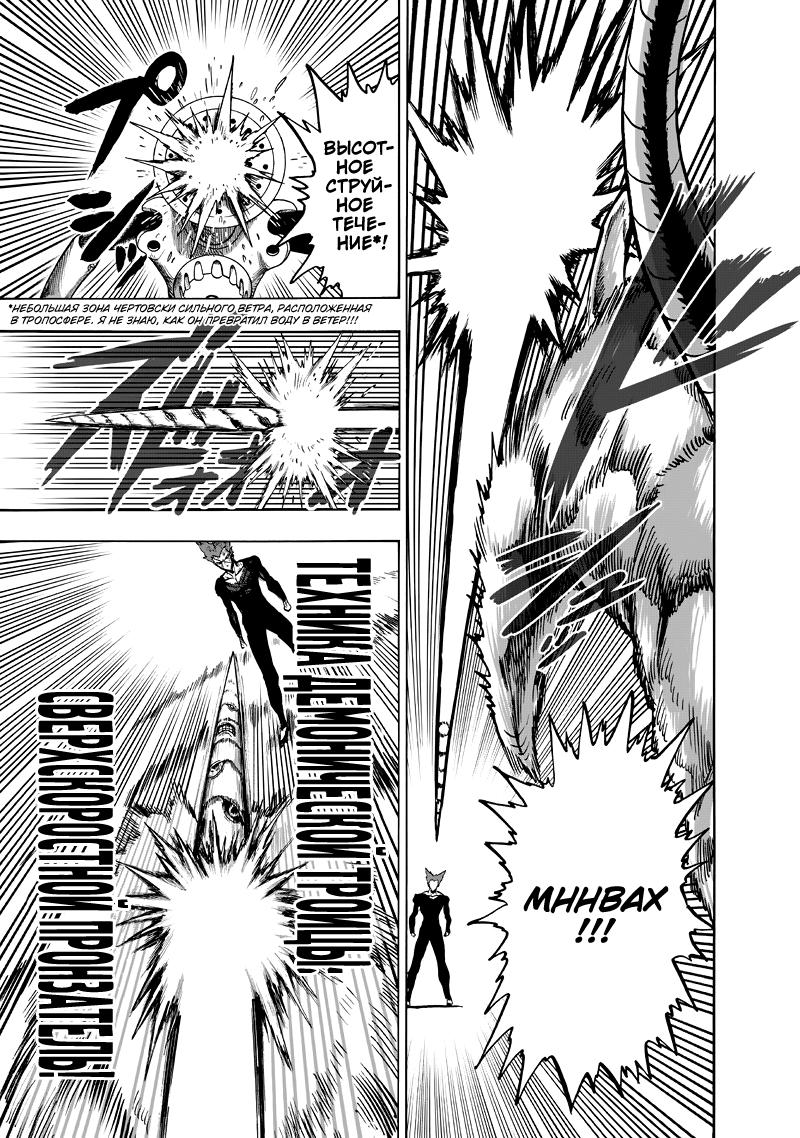 МННВАХ
!!!
ВЫСОТ-
НОЕ
СТРУЙ-
НОЕ
ТЕЧЕ-
НИЕ*!
*НЕБОЛЬШАЯ ЗОНА ЧЕРТОВСКИ СИЛЬНОГО ВЕТРА, РАСПОЛОЖЕННАЯ
В ТРОПОСФЕРЕ. Я НЕ ЗНАЮ, КАК ОН ПРЕВРАТИЛ ВОДУ В ВЕТЕР!!!
ТЕХНИКА ДЕМОНИЧЕСКОЙ ТРОИЦЫ:
СВЕРХСКОРОСТНОЙ ПРОНЗАТЕЛЬ!